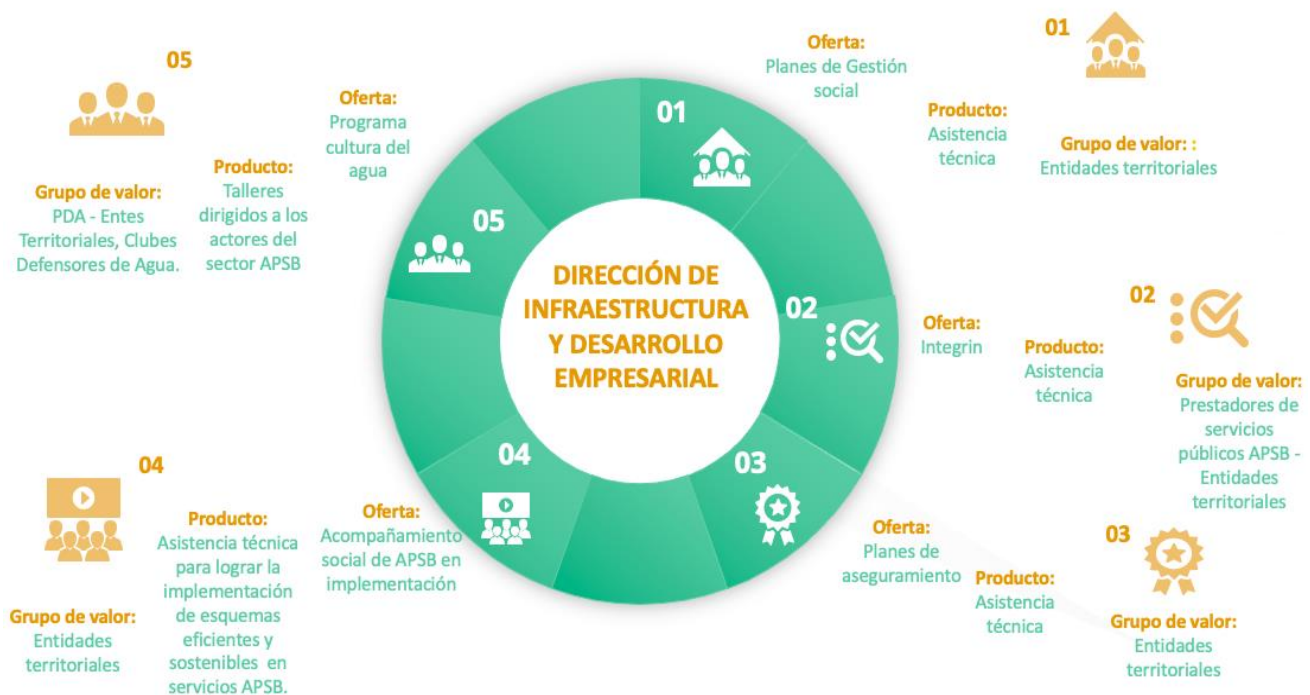 DIRECCIÓN DE
INFRAESTRUCTURA
Y DESARROLLO
EMPRESARIAL
01
02
03
04
05
01
Oferta:
Planes de Gestión
social
Producto:
Asistencia
técnica
Grupo de valor: :
Entidades territoriales
02
Oferta:
Integrin
Producto:
Asistencia
técnica
Grupo de valor:
Prestadores de
servicios
públicos APSB -
Entidades
territoriales
03
Oferta:
Planes de
aseguramiento
Producto:
Asistencia
técnica
Grupo de valor:
Entidades
territoriales
04
Oferta:
Acompañamiento
social de APSB en
implementación
Producto:
Asistencia técnica
para lograr la
implementación
de esquemas
eficientes y
sostenibles en
servicios APSB.
Grupo de valor:
Entidades
territoriales
05
Oferta:
Programa
cultura del
agua
Producto:
Talleres
dirigidos a los
actores del
sector APSB
Grupo de valor:
PDA - Entes
Territoriales, Clubes
Defensores de Agua.